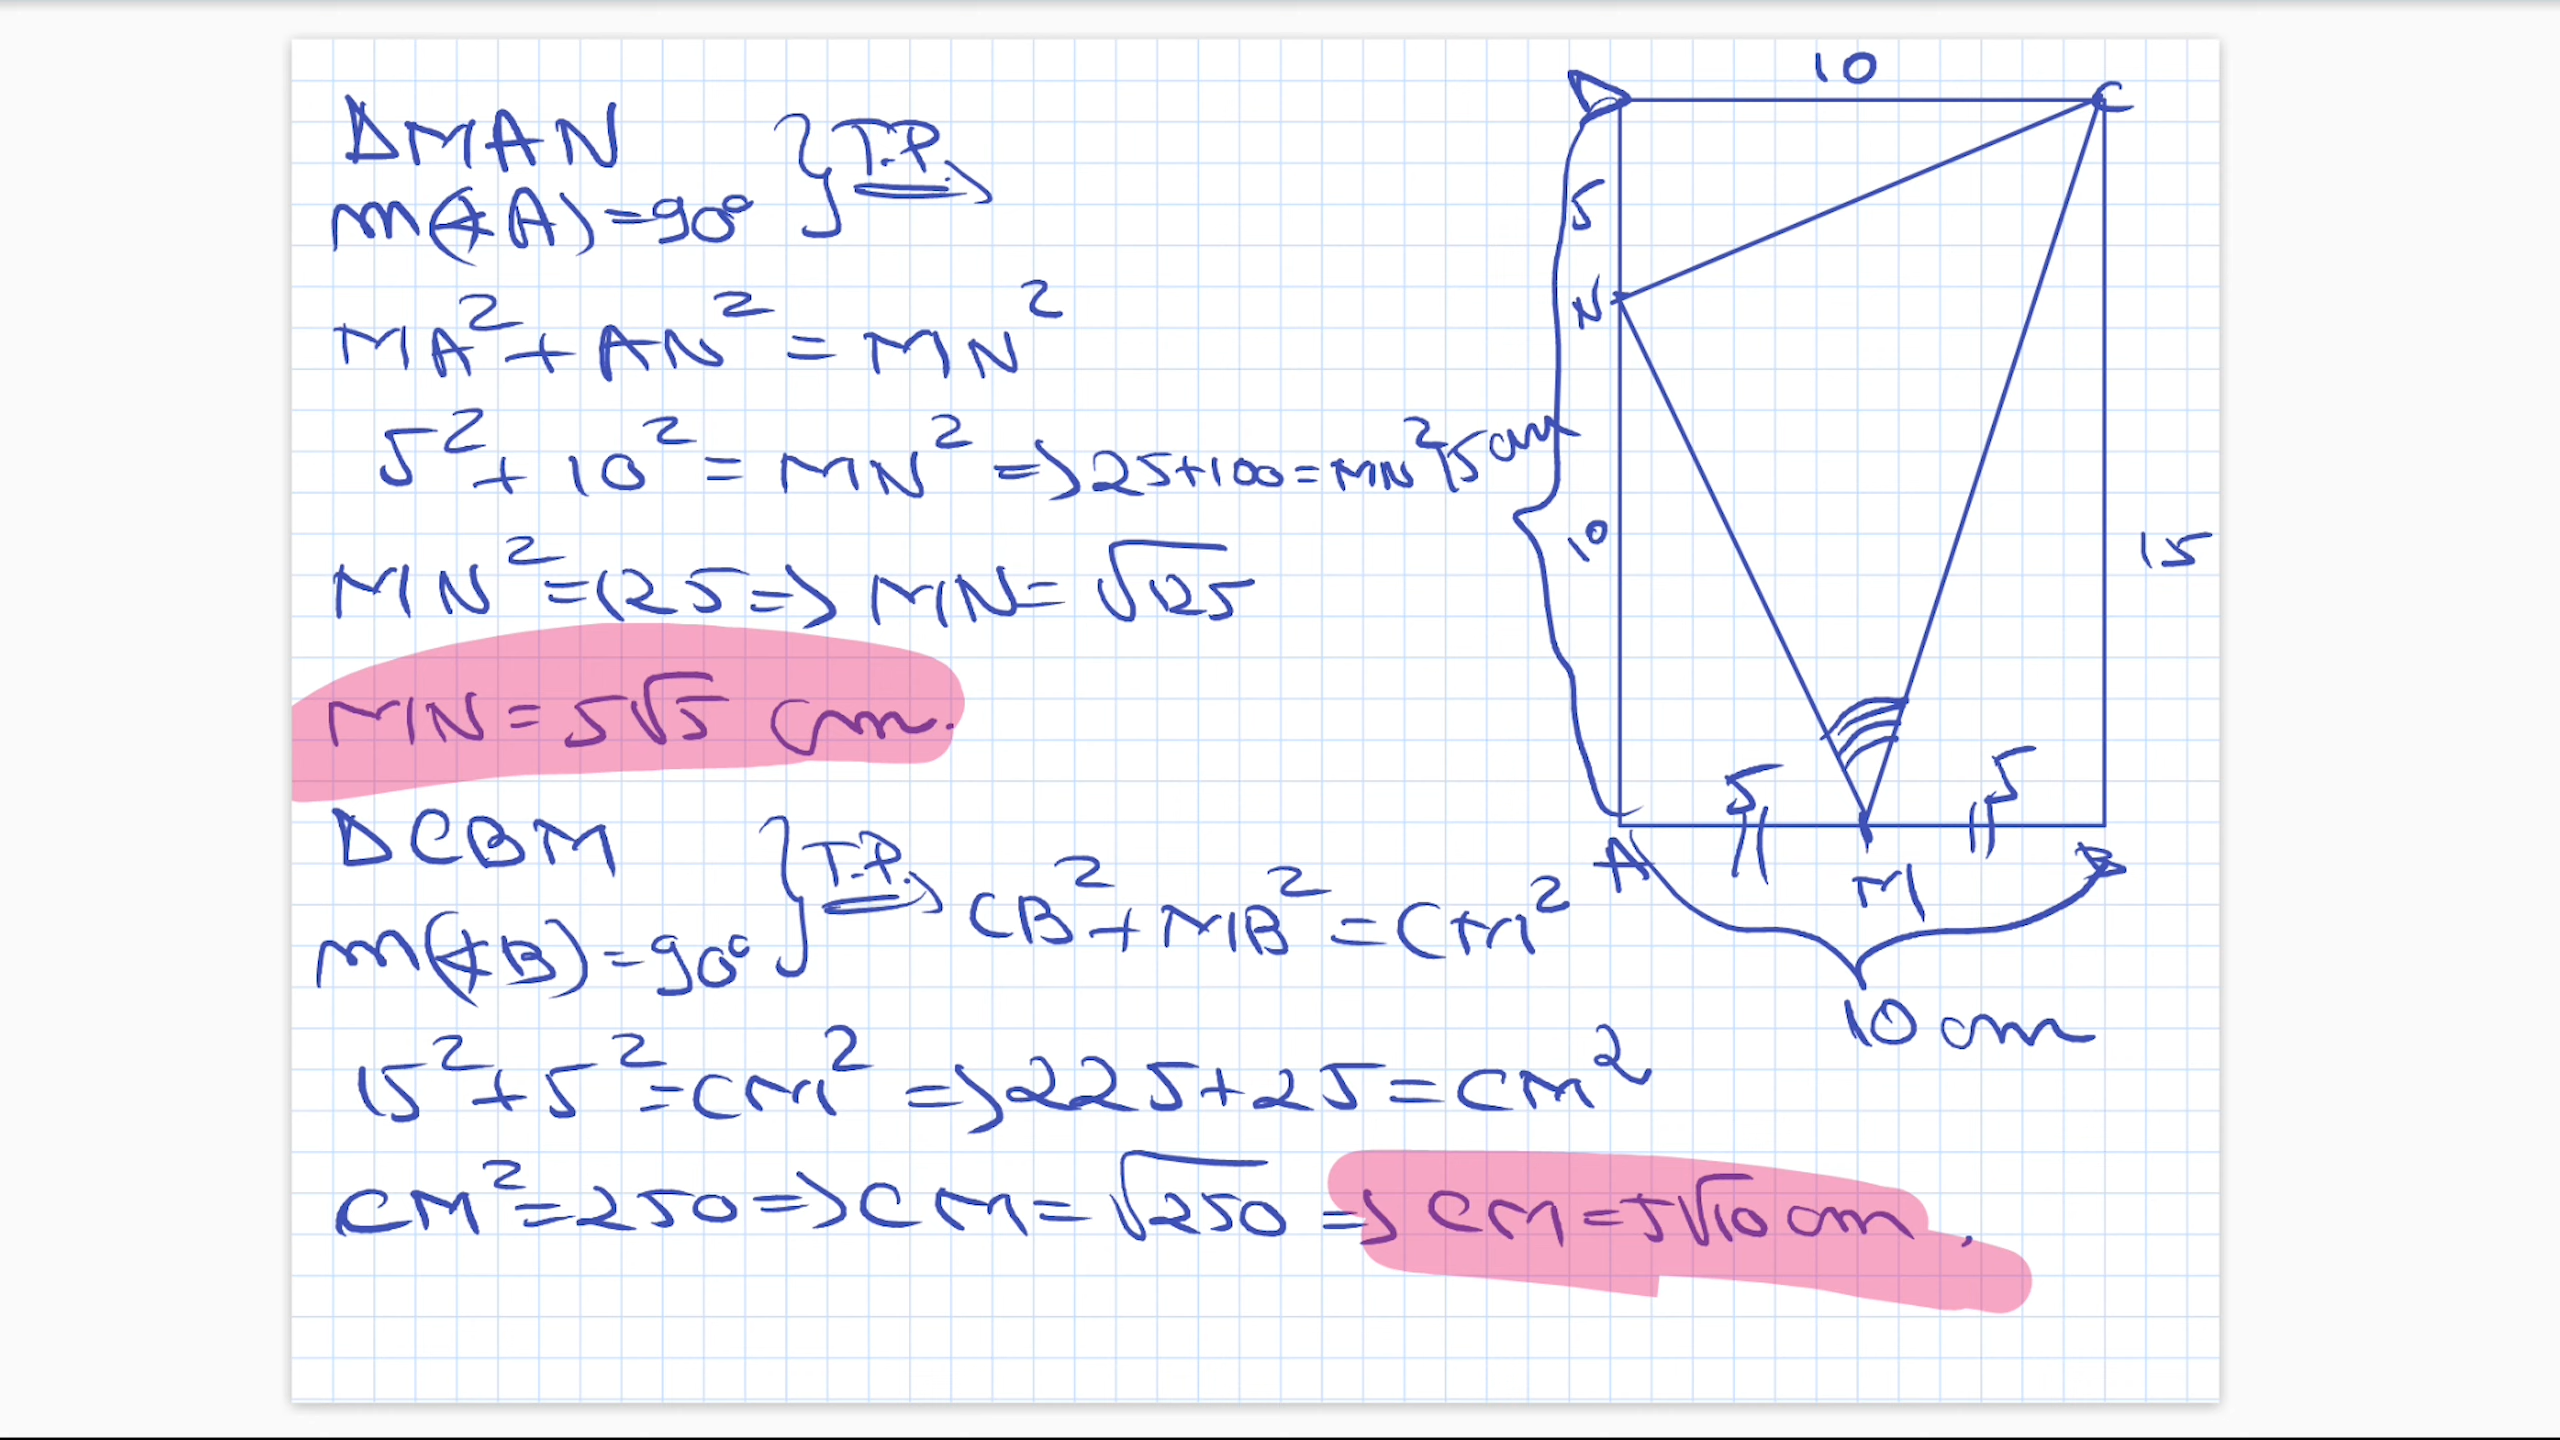 ΔMAN
m(∢A)=90° } T.P. =>
MA²+AN²=MN²
5²+10²=MN² => 25+100=MN²
MN²=125 => MN=√125
MN=5√5 cm.
ΔCBM
m(∢B)=90° } T.P. => CB²+MB²=CM²
15²+5²=CM² => 225+25=CM²
CM²=250 => CM=√250 => CM=5√10 cm.
10
D C
5
N
15 cm
10
15
5 5
A M B
10 cm